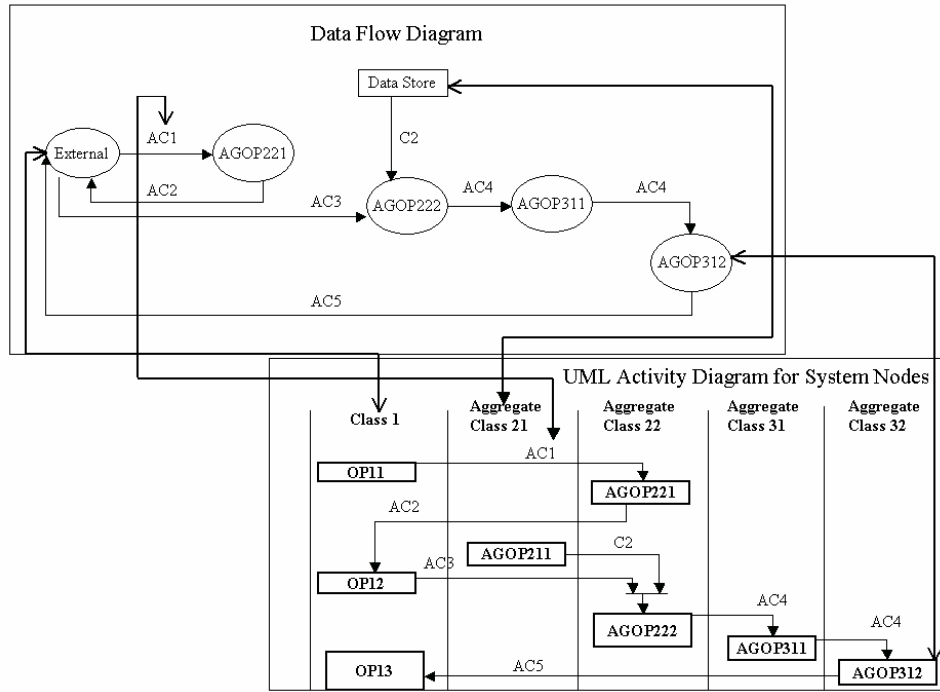 Data Flow Diagram
Data Store
C2
AC1
External
AGOP221
AC2
AC3
AGOP222
AC4
AGOP311
AC4
AGOP312
AC5
UML Activity Diagram for System Nodes
Class 1
Aggregate
Class 21
Aggregate
Class 22
Aggregate
Class 31
Aggregate
Class 32
AC1
OP11
AGOP221
AC2
AGOP211
C2
AC3
OP12
AGOP222
AC4
AGOP311
AC4
AGOP312
AC5
OP13